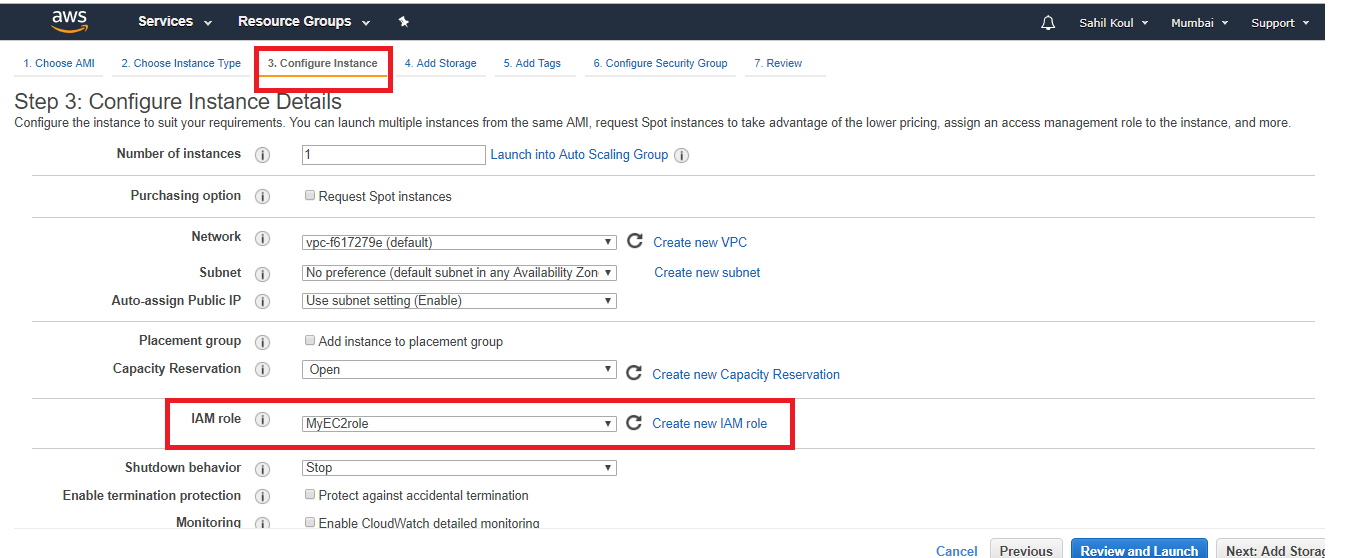 aws Services Resource Groups Sahil Koul Mumbai Support
1. Choose AMI 2. Choose Instance Type 3. Configure Instance 4. Add Storage 5. Add Tags 6. Configure Security Group 7. Review
Step 3: Configure Instance Details
Configure the instance to suit your requirements. You can launch multiple instances from the same AMI, request Spot instances to take advantage of the lower pricing, assign an access management role to the instance, and more.
Number of instances i 1 Launch into Auto Scaling Group i
Purchasing option i Request Spot instances
Network i vpc-f617279e (default) Create new VPC
Subnet i No preference (default subnet in any Availability Zon Create new subnet
Auto-assign Public IP i Use subnet setting (Enable)
Placement group i Add instance to placement group
Capacity Reservation i Open Create new Capacity Reservation
IAM role i MyEC2role Create new IAM role
Shutdown behavior i Stop
Enable termination protection i Protect against accidental termination
Monitoring i Enable CloudWatch detailed monitoring
Cancel Previous Review and Launch Next: Add Storag